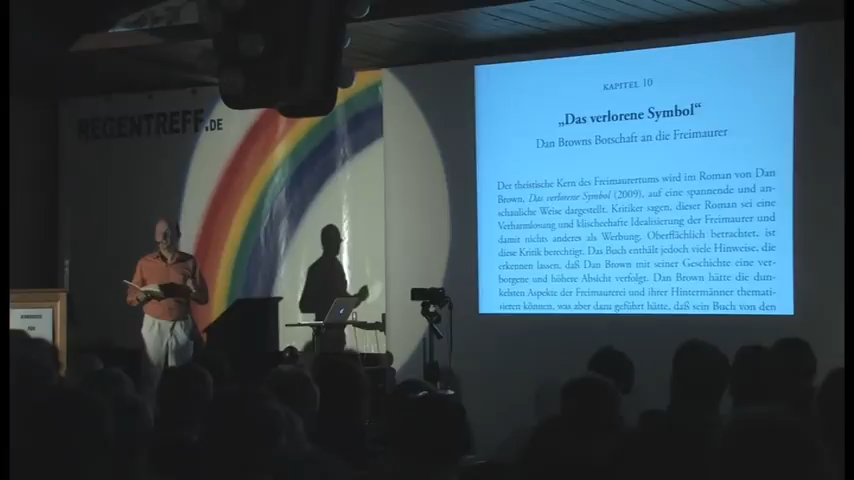 REGENTREFF.DE
KAPITEL 10
„Das verlorene Symbol“
Dan Browns Botschaft an die Freimaurer
Der theistische Kern des Freimaurertums wird im Roman von Dan
Brown, Das verlorene Symbol (2009), auf eine spannende und an-
schauliche Weise dargestellt. Kritiker sagen, dieser Roman sei eine
Verharmlosung und klischeehafte Idealisierung der Freimaurer und
damit nichts anderes als Werbung. Oberflächlich betrachtet, ist
diese Kritik berechtigt. Das Buch enthält jedoch viele Hinweise, die
erkennen lassen, daß Dan Brown mit seiner Geschichte eine ver-
borgene und höhere Absicht verfolgt. Dan Brown hätte die dun-
kelsten Aspekte der Freimaurerei und ihrer Hintermänner themati-
sieren können, was aber dazu geführt hätte, daß sein Buch von den